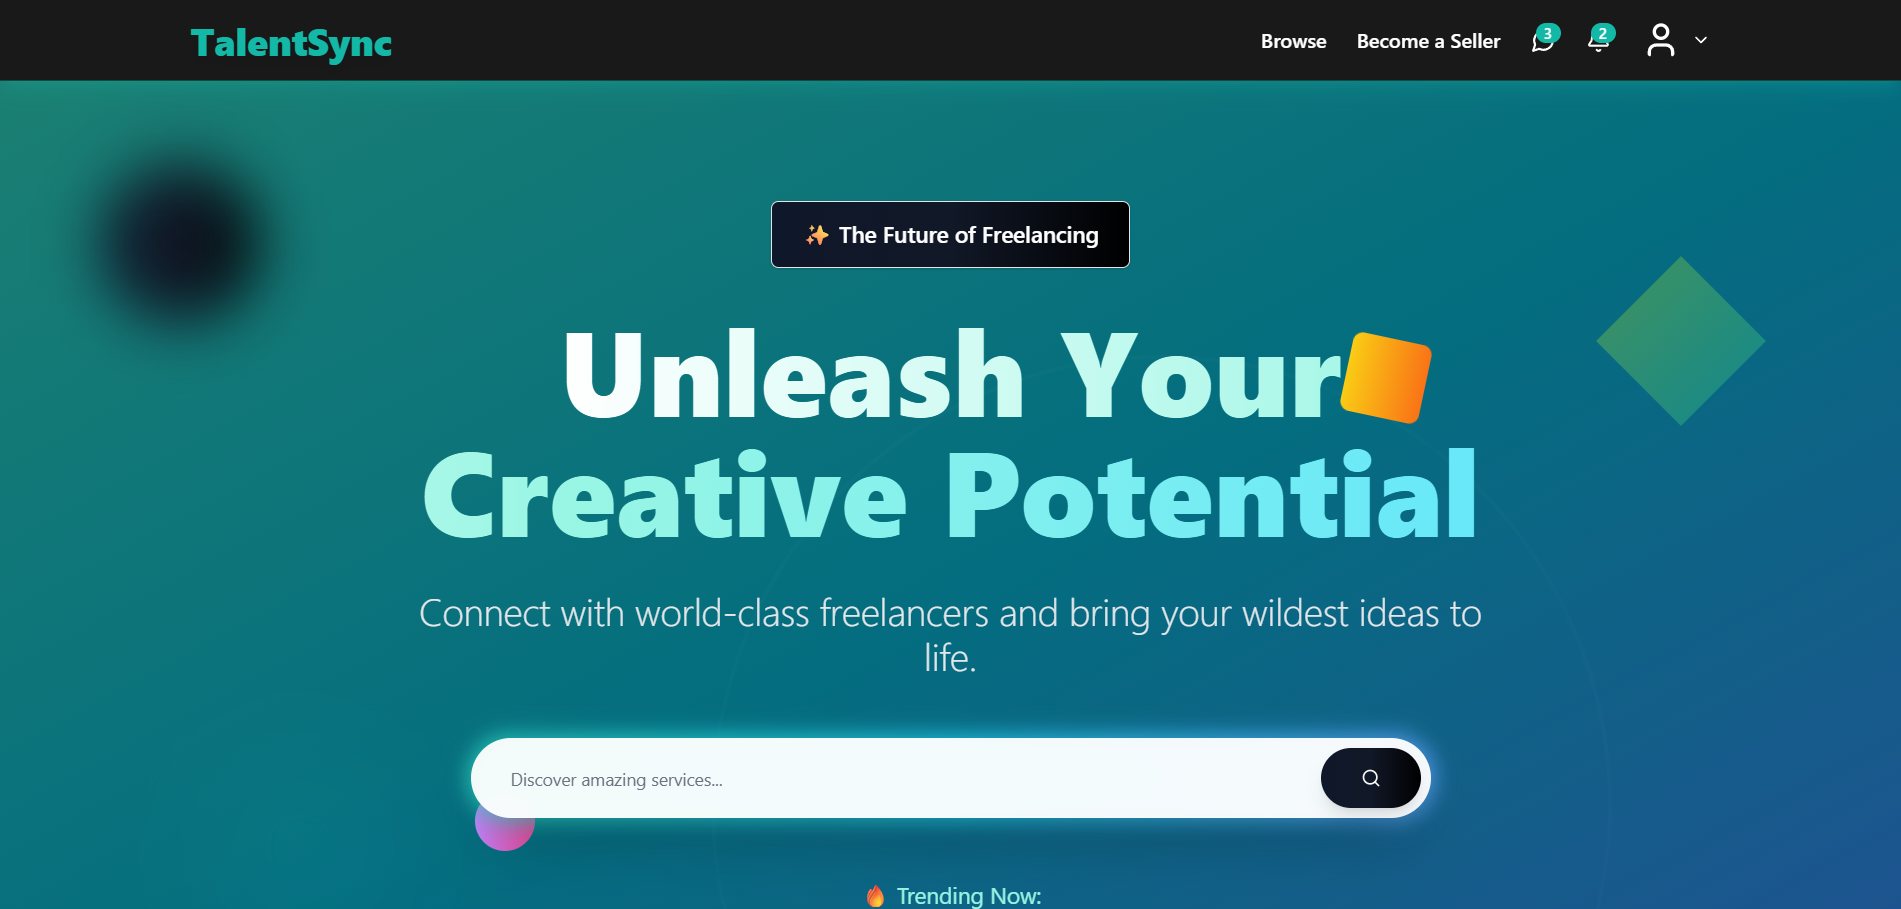 TalentSync
Browse
Become a Seller
3
2
✨ The Future of Freelancing
Unleash Your
Creative Potential
Connect with world-class freelancers and bring your wildest ideas to
life.
Discover amazing services...
🔥 Trending Now: